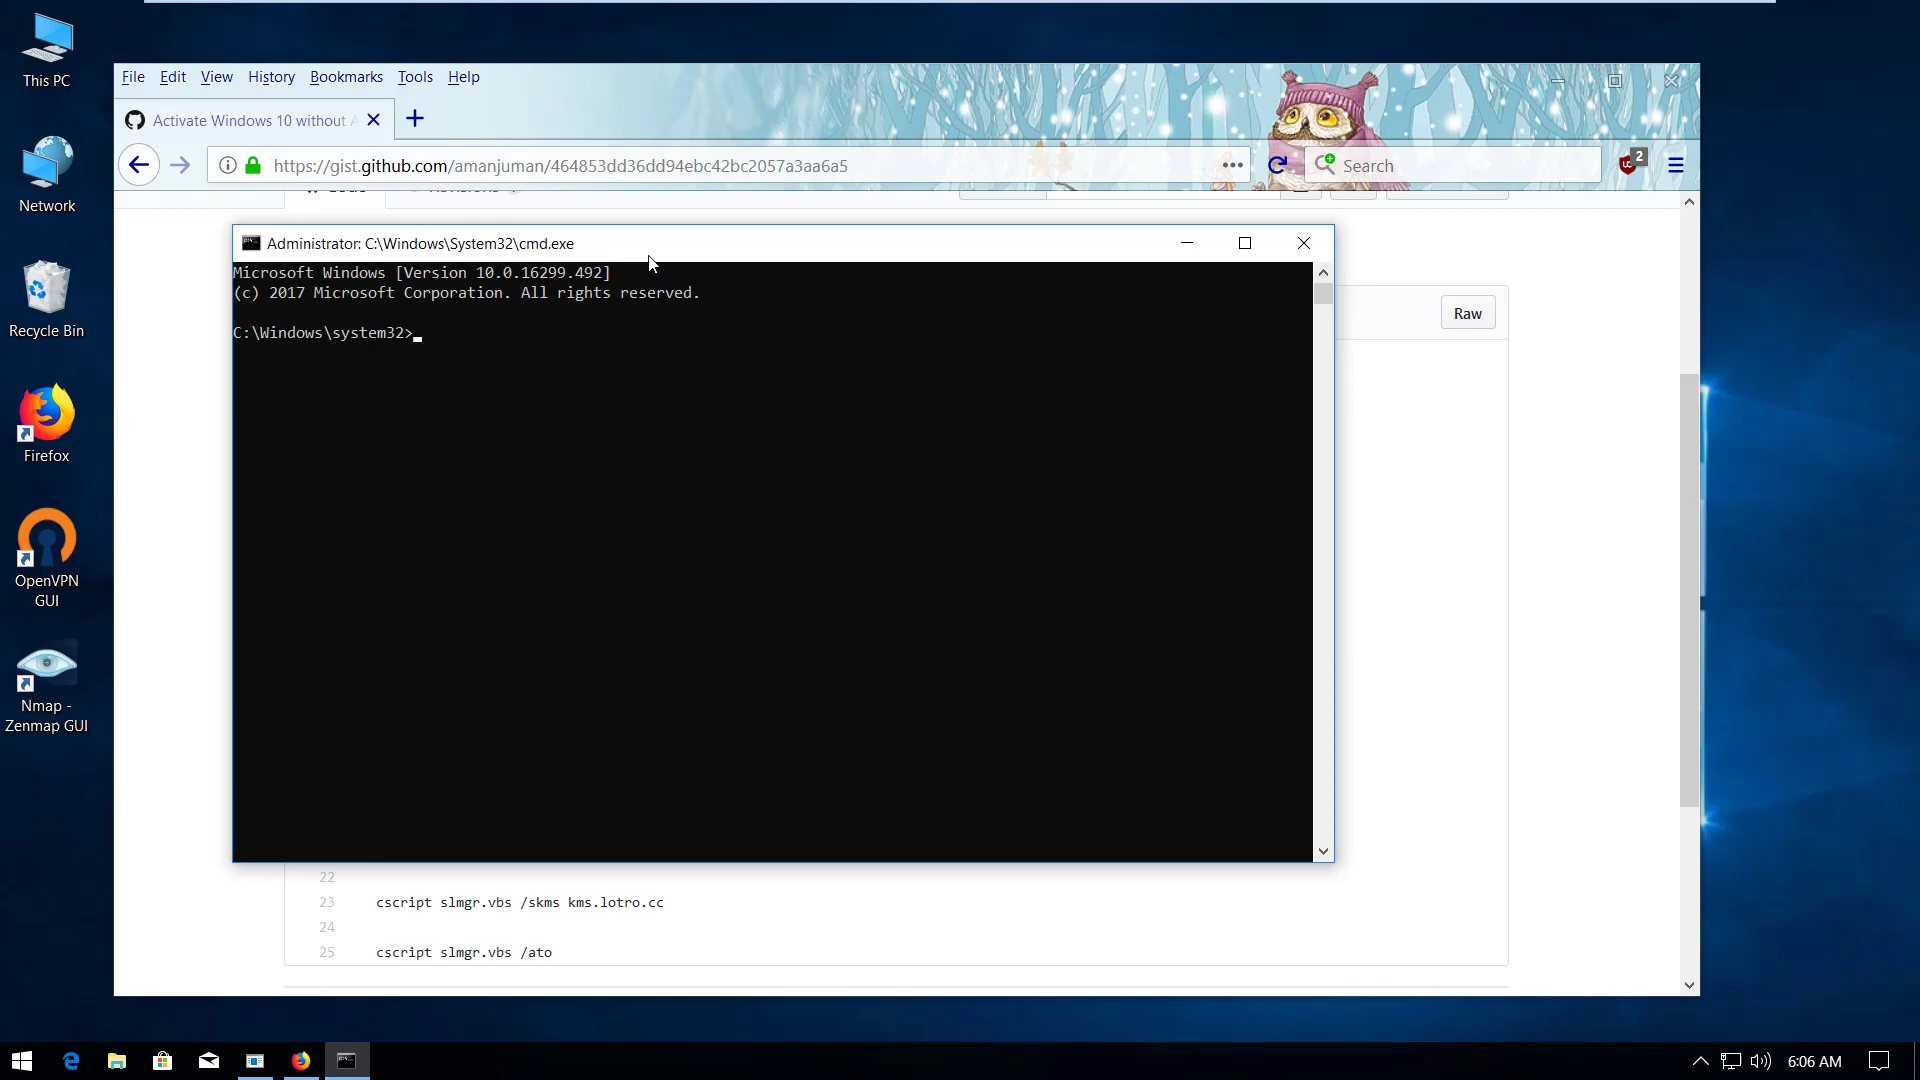 This PC
Network
Recycle Bin
Firefox
OpenVPN
GUI
Nmap -
Zenmap GUI
File Edit View History Bookmarks Tools Help
Activate Windows 10 without A
https://gist.github.com/amanjuman/464853dd36dd94ebc42bc2057a3aa6a5
Search
2
Administrator: C:\Windows\System32\cmd.exe
Microsoft Windows [Version 10.0.16299.492]
(c) 2017 Microsoft Corporation. All rights reserved.
C:\Windows\system32>
Raw
22
23 cscript slmgr.vbs /skms kms.lotro.cc
24
25 cscript slmgr.vbs /ato
6:06 AM